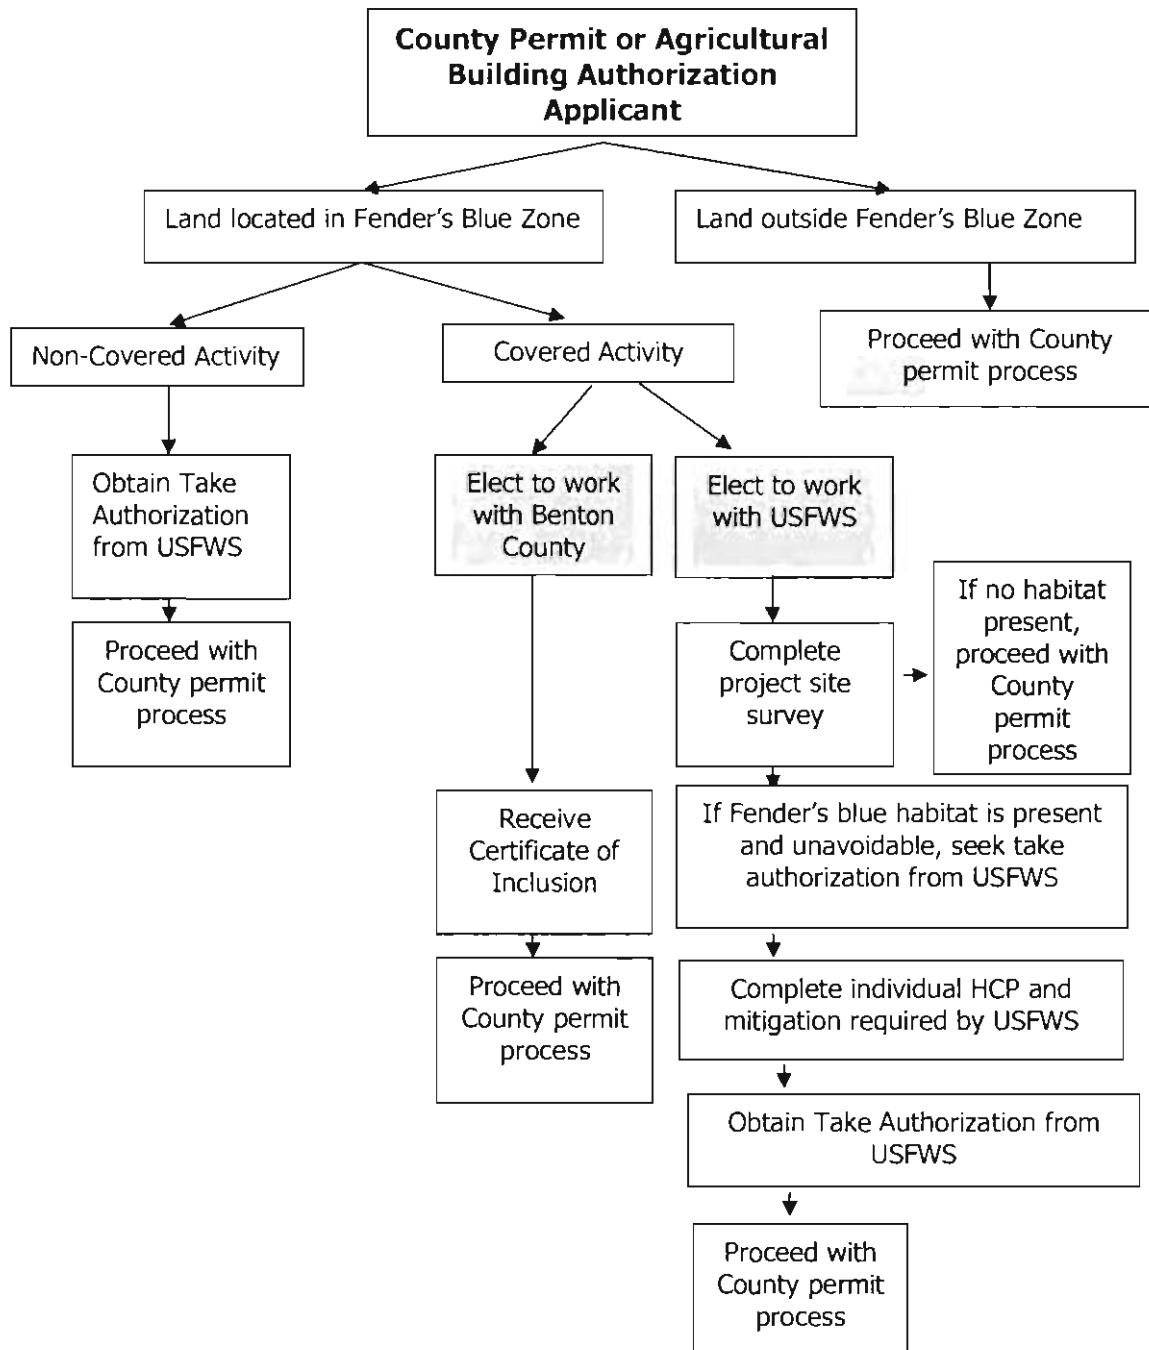 County Permit or Agricultural
Building Authorization
Applicant
Land located in Fender's Blue Zone
Land outside Fender's Blue Zone
Non-Covered Activity
Covered Activity
Proceed with County
permit process
Obtain Take
Authorization
from USFWS
Elect to work
with Benton
County
Elect to work
with USFWS
Proceed with
County permit
process
Complete
project site
survey
If no habitat
present,
proceed with
County
permit
process
Receive
Certificate of
Inclusion
If Fender's blue habitat is present
and unavoidable, seek take
authorization from USFWS
Proceed with
County permit
process
Complete individual HCP and
mitigation required by USFWS
Obtain Take Authorization from
USFWS
Proceed with
County permit
process